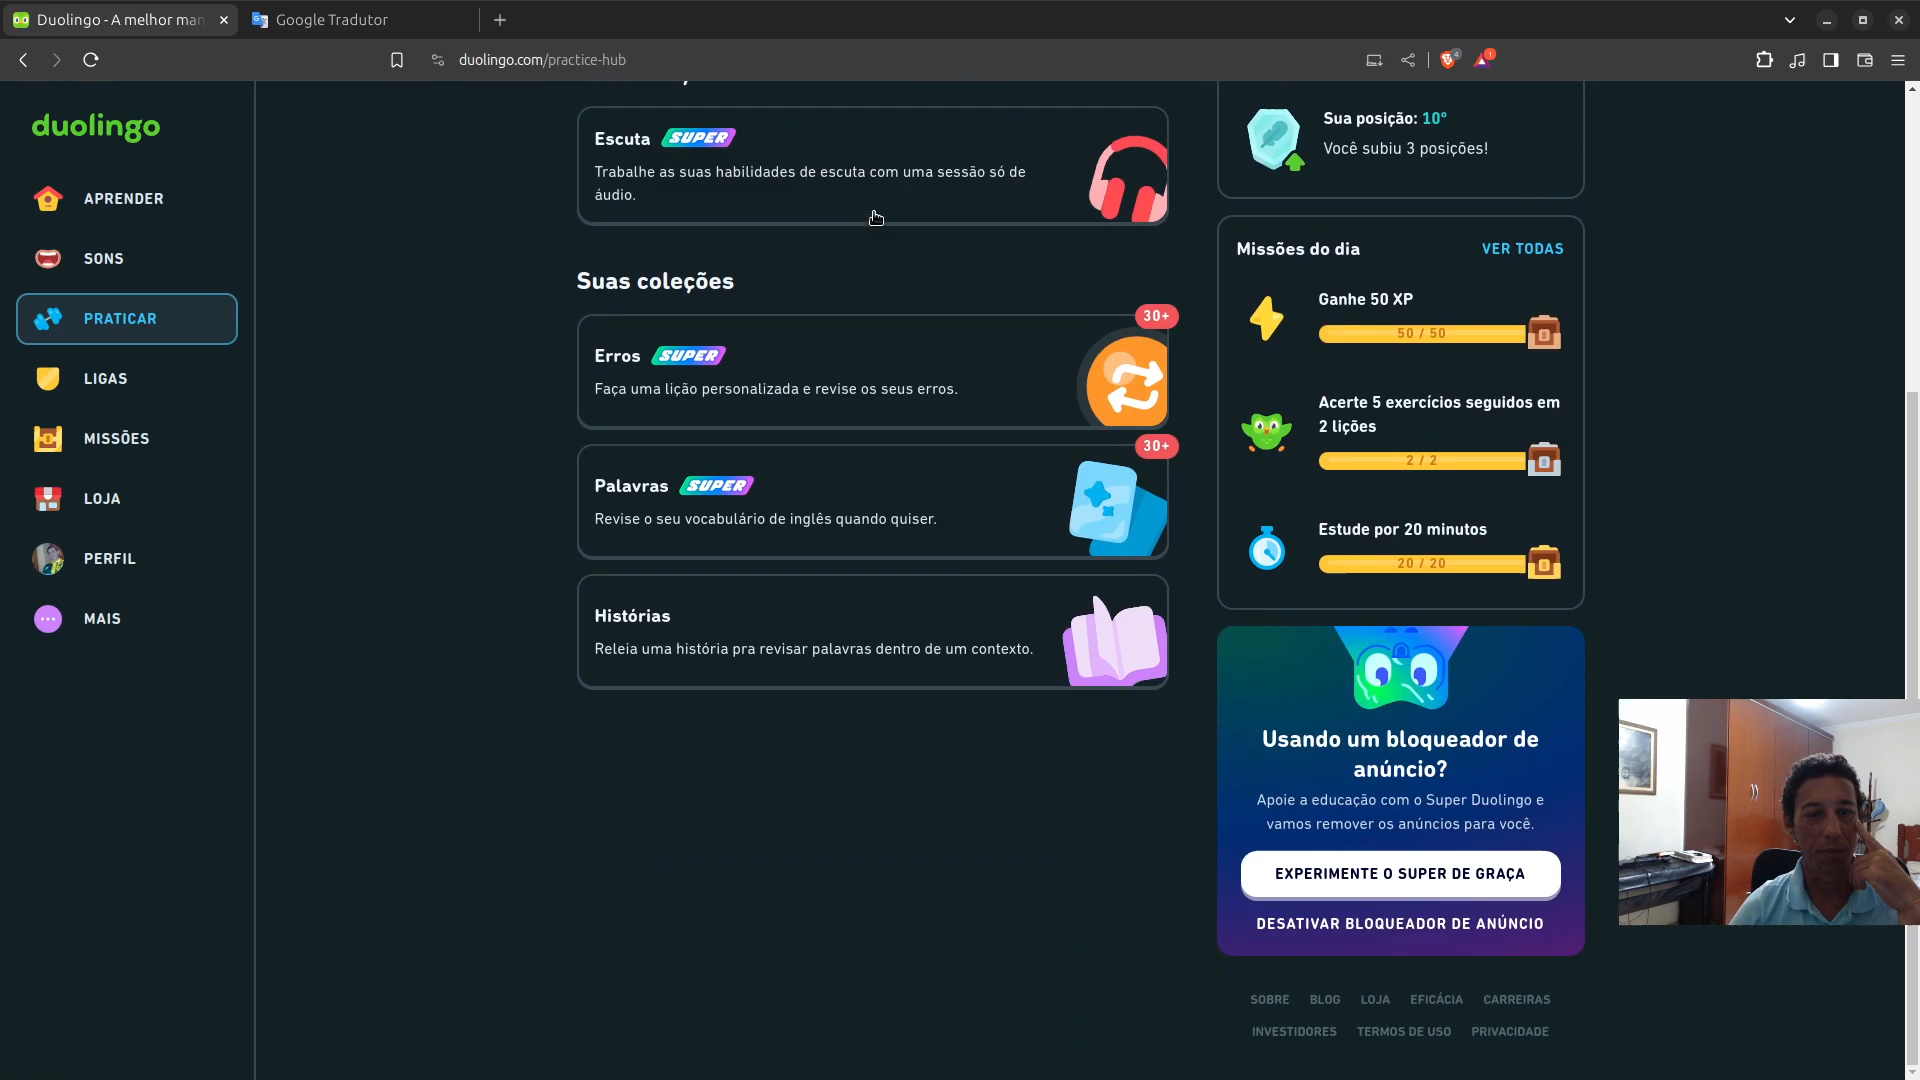 Duolingo - A melhor man
Google Tradutor
duolingo.com/practice-hub
4
1
duolingo
APRENDER
SONS
PRATICAR
LIGAS
MISSÕES
LOJA
PERFIL
MAIS
Escuta SUPER
Trabalhe as suas habilidades de escuta com uma sessão só de
áudio.
Suas coleções
30+
Erros SUPER
Faça uma lição personalizada e revise os seus erros.
30+
Palavras SUPER
Revise o seu vocabulário de inglês quando quiser.
Histórias
Releia uma história pra revisar palavras dentro de um contexto.
Sua posição: 10º
Você subiu 3 posições!
Missões do dia
VER TODAS
Ganhe 50 XP
50 / 50
Acerte 5 exercícios seguidos em
2 lições
2 / 2
Estude por 20 minutos
20 / 20
Usando um bloqueador de
anúncio?
Apoie a educação com o Super Duolingo e
vamos remover os anúncios para você.
EXPERIMENTE O SUPER DE GRAÇA
DESATIVAR BLOQUEADOR DE ANÚNCIO
SOBRE BLOG LOJA EFICÁCIA CARREIRAS
INVESTIDORES TERMOS DE USO PRIVACIDADE